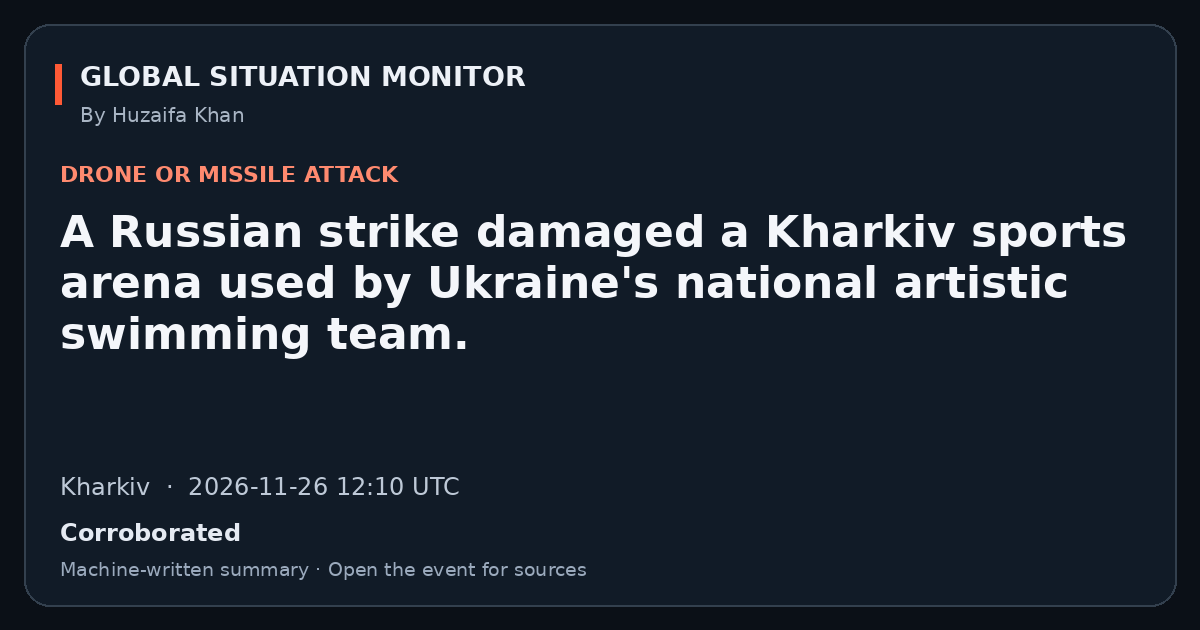 GLOBAL SITUATION MONITOR
By Huzaifa Khan
DRONE OR MISSILE ATTACK
A Russian strike damaged a Kharkiv sports
arena used by Ukraine's national artistic
swimming team.
Kharkiv · 2026-11-26 12:10 UTC
Corroborated
Machine-written summary · Open the event for sources